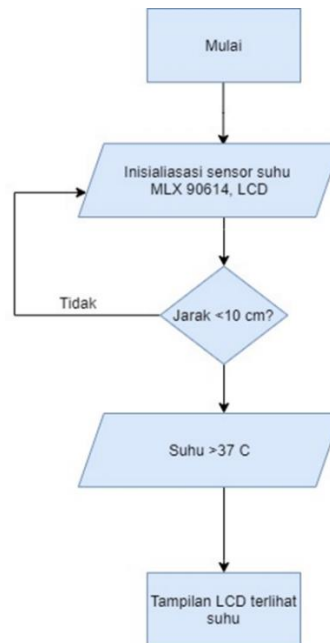 Mulai
Inisialiasasi sensor suhu
MLX 90614, LCD
Tidak
Jarak <10 cm?
Suhu >37 C
Tampilan LCD terlihat
suhu